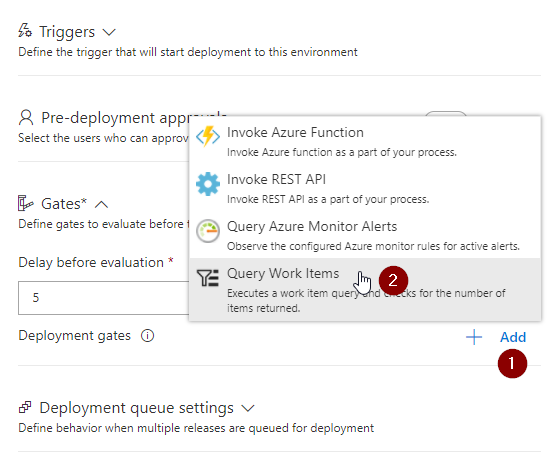 Triggers
Define the trigger that will start deployment to this environment
Pre-deployment approvals
Select the users who can approv
Invoke Azure Function
Invoke Azure function as a part of your process.
Invoke REST API
Invoke REST API as a part of your process.
Gates*
Define gates to evaluate before t
Query Azure Monitor Alerts
Observe the configured Azure monitor rules for active alerts.
Delay before evaluation *
Query Work Items
2
Executes a work item query and checks for the number of
items returned.
5
Deployment gates
Add
1
Deployment queue settings
Define behavior when multiple releases are queued for deployment